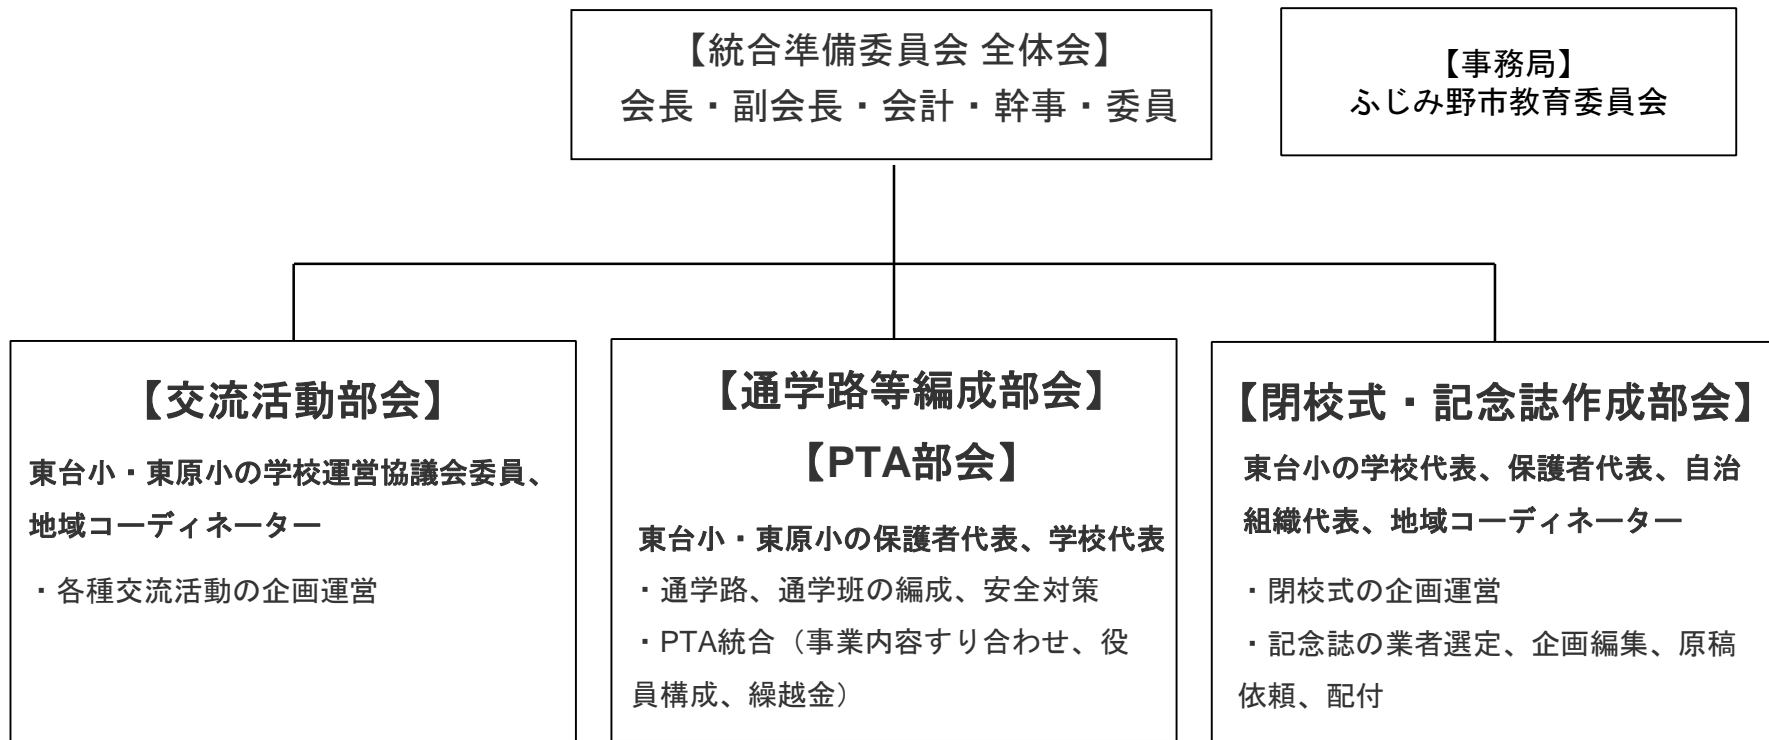 【統合準備委員会 全体会】
会長・副会長・会計・幹事・委員
【事務局】
ふじみ野市教育委員会
【交流活動部会】
東台小・東原小の学校運営協議会委員、
地域コーディネーター
・各種交流活動の企画運営
【通学路等編成部会】
【PTA部会】
東台小・東原小の保護者代表、学校代表
・通学路、通学班の編成、安全対策
・PTA統合（事業内容すり合わせ、役
員構成、繰越金）
【閉校式・記念誌作成部会】
東台小の学校代表、保護者代表、自治
組織代表、地域コーディネーター
・閉校式の企画運営
・記念誌の業者選定、企画編集、原稿
依頼、配付